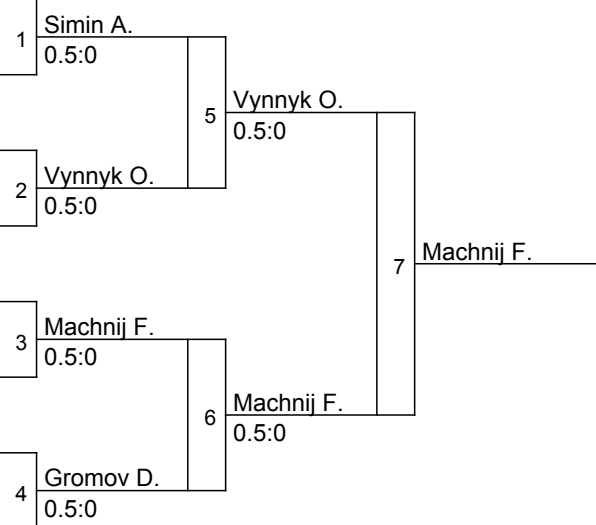 1
Simin A.
0.5:0
2
Vynnyk O.
0.5:0
5
Vynnyk O.
0.5:0
3
Machnij F.
0.5:0
4
Gromov D.
0.5:0
6
Machnij F.
0.5:0
7
Machnij F.